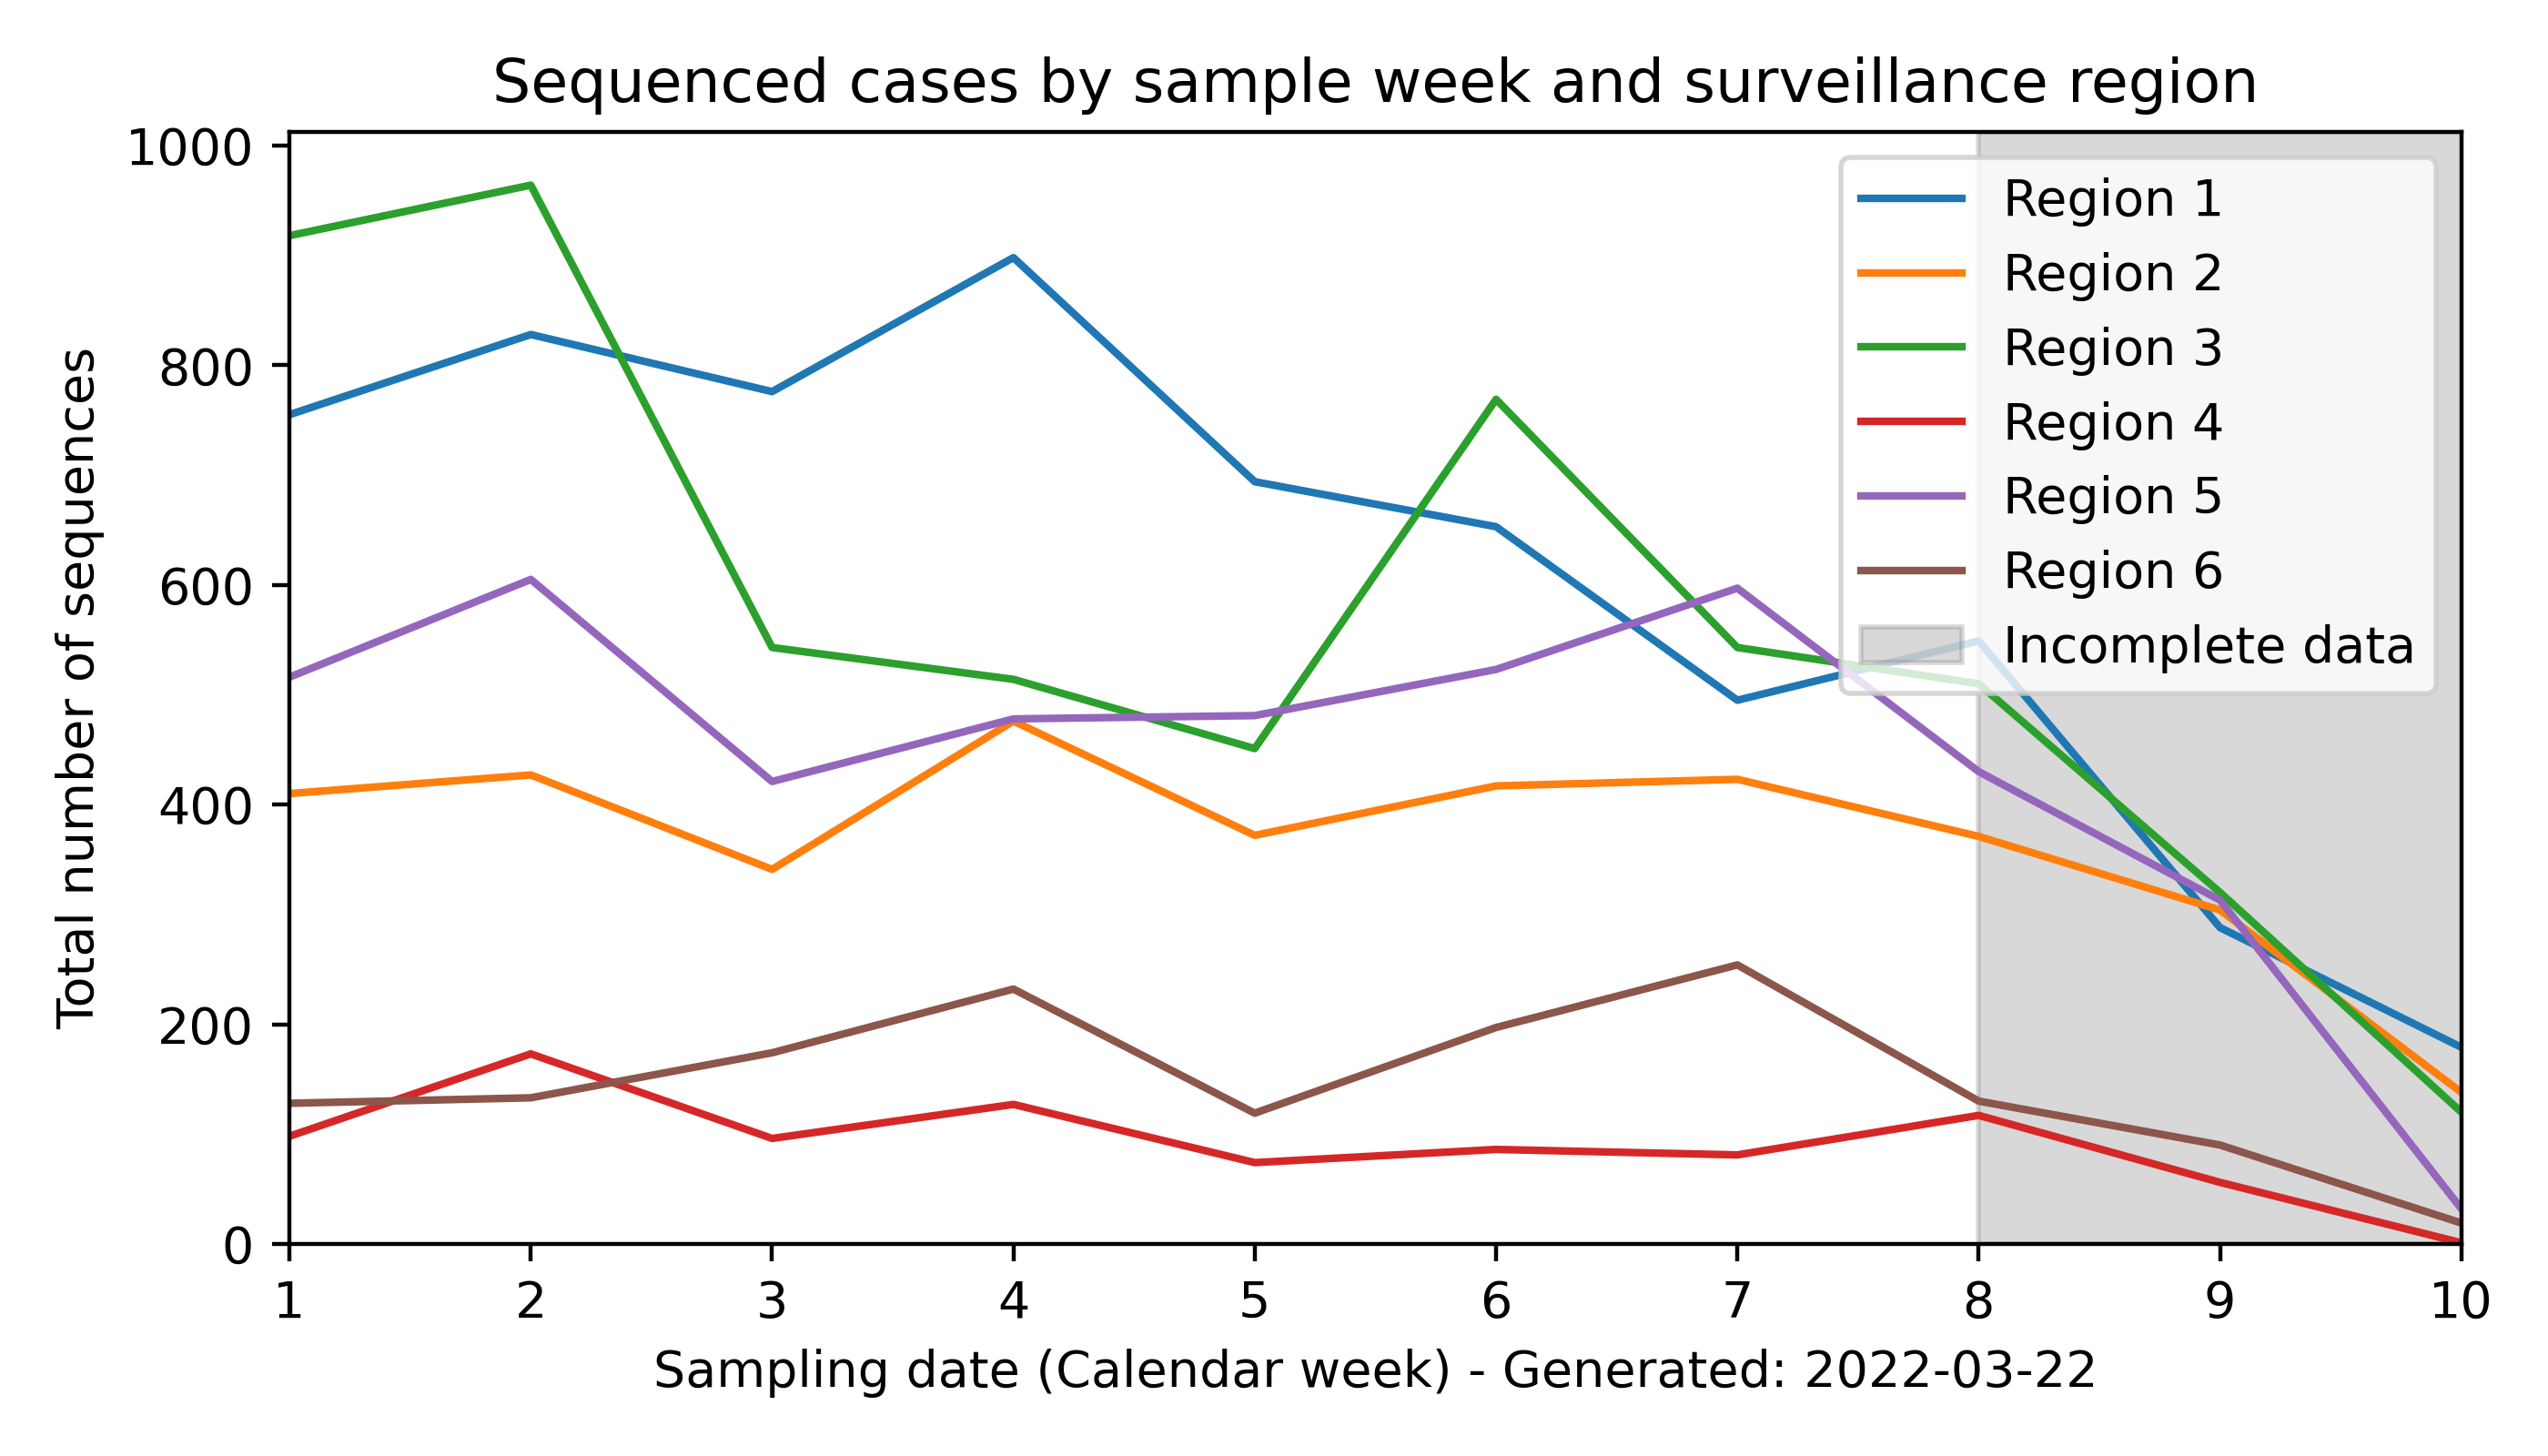 Sequenced cases by sample week and surveillance region
1000
800
600
400
200
0
Total number of sequences
Region 1
Region 2
Region 3
Region 4
Region 5
Region 6
Incomplete data
1 2 3 4 5 6 7 8 9 10
Sampling date (Calendar week) - Generated: 2022-03-22